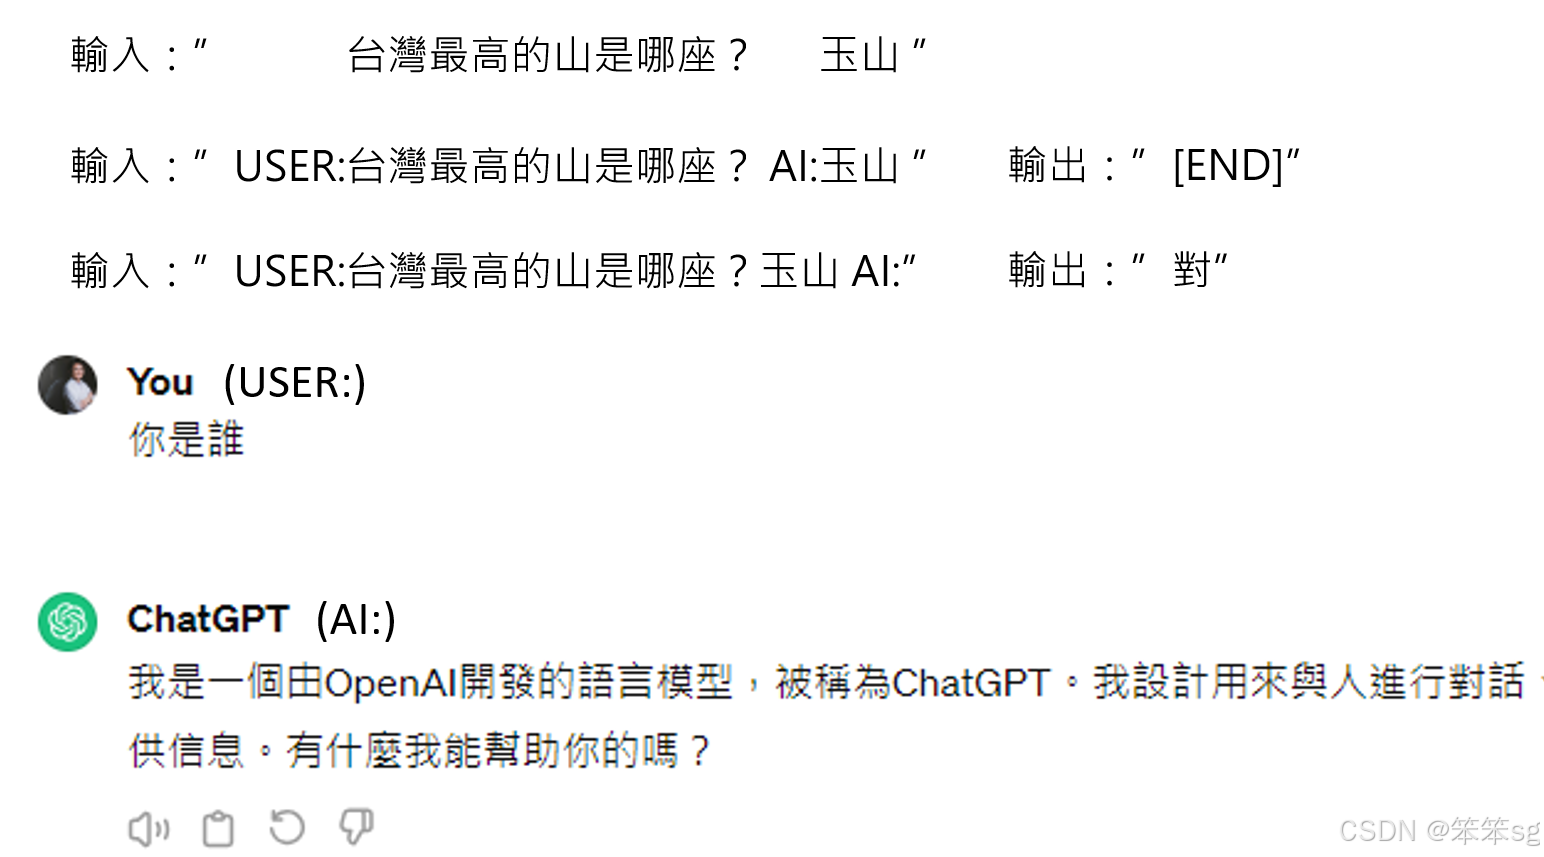 輸入：” 台灣最高的山是哪座？ 玉山 ”
輸入：” USER:台灣最高的山是哪座？ AI:玉山 ” 輸出：” [END]”
輸入：” USER:台灣最高的山是哪座？玉山 AI:” 輸出：” 對”
You (USER:)
你是誰
ChatGPT (AI:)
我是一個由OpenAI開發的語言模型，被稱為ChatGPT。我設計用來與人進行對話、
供信息。有什麼我能幫助你的嗎？
CSDN @笨笨sg